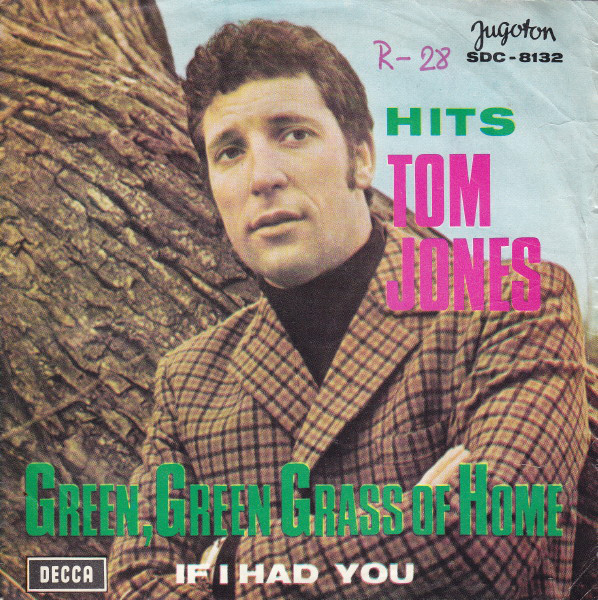 Jugoton
R-28 SDC-8132
HITS
TOM
JONES
GREEN, GREEN GRASS OF HOME
DECCA
IF I HAD YOU